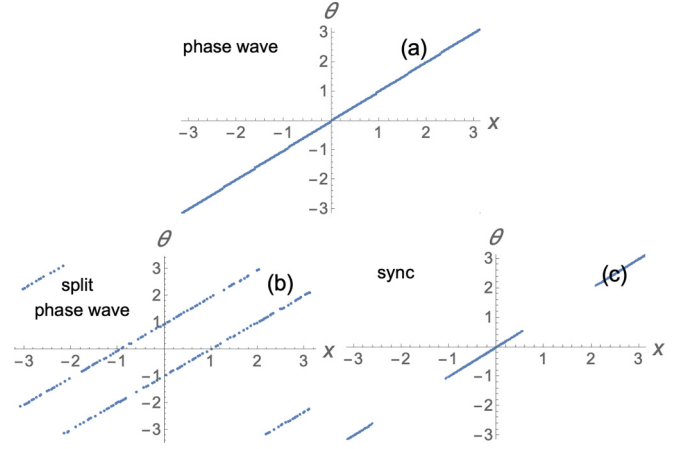 θ
phase wave
(a)
3
2
1
-3 -2 -1 1 2 3 x
-1
-2
-3
θ
split
phase wave
(b)
3
2
1
-3 -2 -1 1 2 3 x
-1
-2
-3
θ
sync
(c)
3
2
1
-3 -2 -1 1 2 3 x
-1
-2
-3